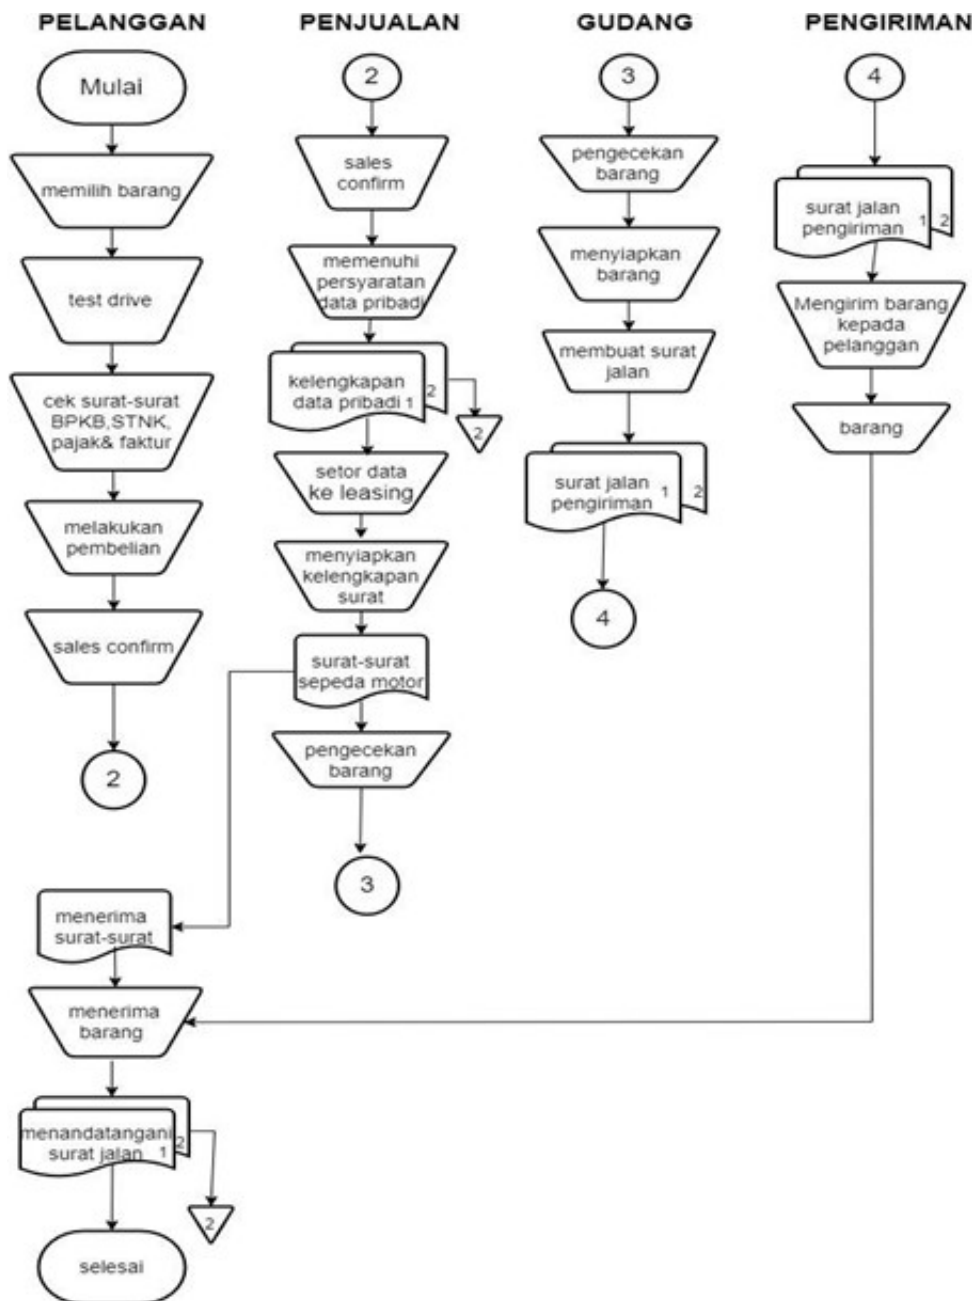 PELANGGAN
Mulai
memilih barang
test drive
cek surat-surat
BPKB,STNK,
pajak& faktur
melakukan
pembelian
sales confirm
2
menerima
surat-surat
menerima
barang
menandatangani
surat jalan 1
2
2
selesai
PENJUALAN
2
sales
confirm
memenuhi
persyaratan
data pribadi
kelengkapan
data pribadi 1
2
2
setor data
ke leasing
menyiapkan
kelengkapan
surat
surat-surat
sepeda motor
pengecekan
barang
3
GUDANG
3
pengecekan
barang
menyiapkan
barang
membuat surat
jalan
surat jalan
pengiriman 1
2
4
PENGIRIMAN
4
surat jalan
pengiriman 1
2
Mengirim barang
kepada
pelanggan
barang